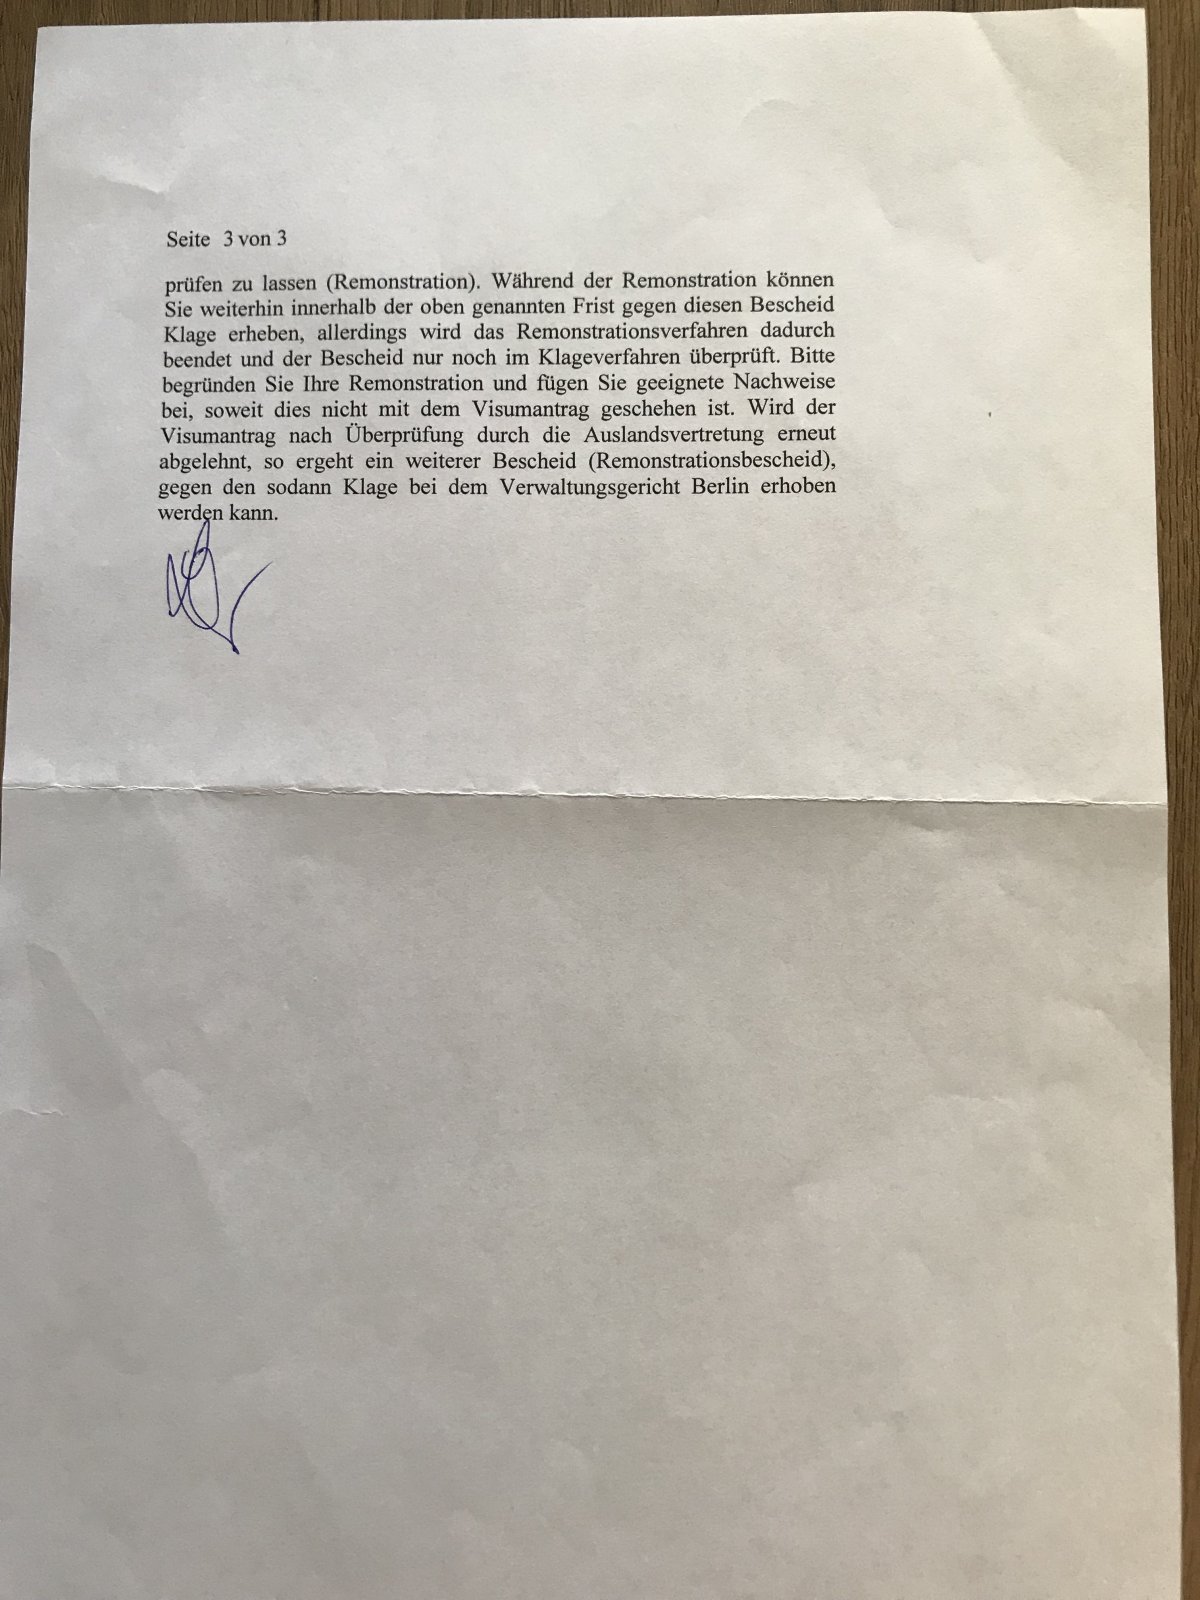 Seite 3 von 3
prüfen zu lassen (Remonstration). Während der Remonstration können
Sie weiterhin innerhalb der oben genannten Frist gegen diesen Bescheid
Klage erheben, allerdings wird das Remonstrationsverfahren dadurch
beendet und der Bescheid nur noch im Klageverfahren überprüft. Bitte
begründen Sie Ihre Remonstration und fügen Sie geeignete Nachweise
bei, soweit dies nicht mit dem Visumantrag geschehen ist. Wird der
Visumantrag nach Überprüfung durch die Auslandsvertretung erneut
abgelehnt, so ergeht ein weiterer Bescheid (Remonstrationsbescheid),
gegen den sodann Klage bei dem Verwaltungsgericht Berlin erhoben
werden kann.